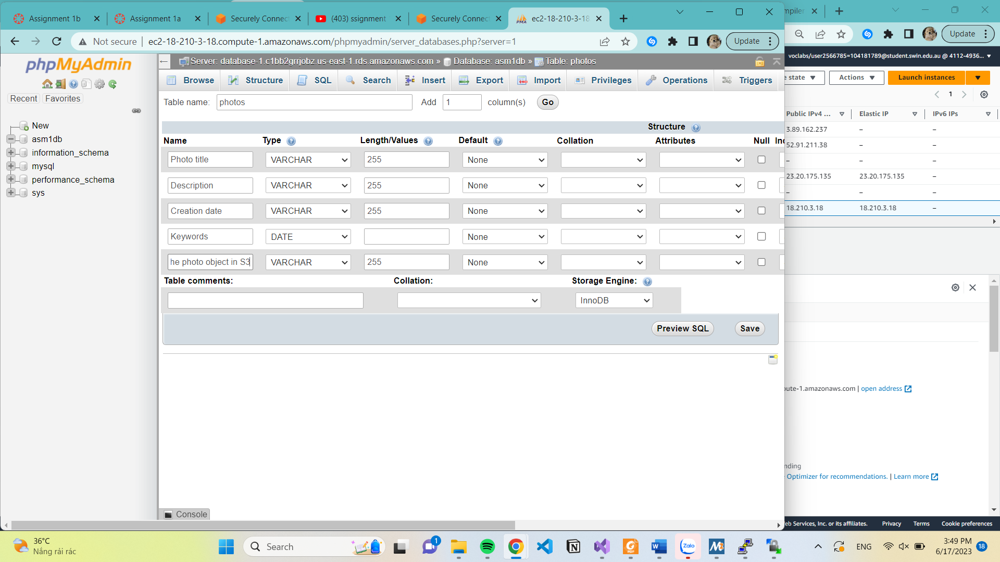 Assignment 1b
Assignment 1a
Securely Connect
(403) ssignment
Securely Connect
ec2-18-210-3-18
mpiler
Not secure | ec2-18-210-3-18.compute-1.amazonaws.com/phpmyadmin/server_databases.php?server=1
Update
Update
phpMyAdmin
Recent
Favorites
New
asm1db
information_schema
mysql
performance_schema
sys
Server: database-1.c1bb2grrjobz.us-east-1.rds.amazonaws.com » Database: asm1db » Table: photos
Browse
Structure
SQL
Search
Insert
Export
Import
Privileges
Operations
Triggers
Table name: photos Add 1 column(s) Go
Structure
Name Type Length/Values Default Collation Attributes Null Ind
Photo title VARCHAR 255 None
Description VARCHAR 255 None
Creation date VARCHAR 255 None
Keywords DATE None
he photo object in S3 VARCHAR 255 None
Table comments: Collation: Storage Engine:
InnoDB
Preview SQL Save
Console
voclabs/user2566785=104181789@student.swin.edu.au @ 4112-4936...
e state Actions Launch instances
1
Public IPv4 ... Elastic IP IPv6 IPs
3.89.162.237 – –
52.91.211.38 – –
– – –
23.20.175.135 23.20.175.135 –
– – –
18.210.3.18 18.210.3.18 –
ute-1.amazonaws.com | open address
nding
Optimizer for recommendations. | Learn more
eb Services, Inc. or its affiliates. Privacy Terms Cookie preferences
36°C
Nắng rải rác
Search
1
Zalo
ENG
3:49 PM
6/17/2023
18